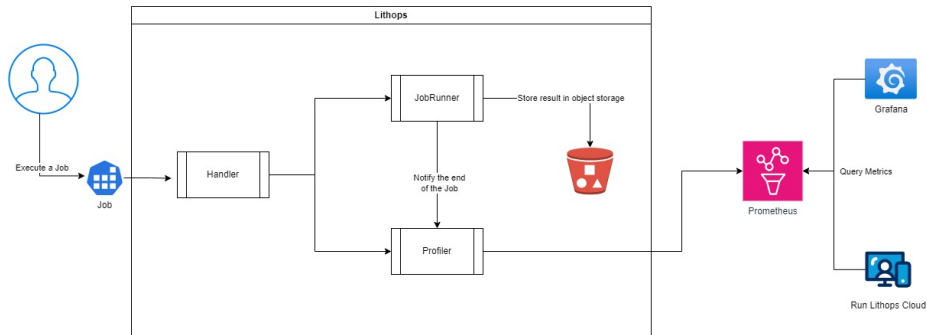 Lithops
JobRunner
Store result in object storage
Grafana
Execute a Job
Handler
Notify the end
of the Job
Query Metrics
Job
Prometheus
Profiler
Run Lithops Cloud